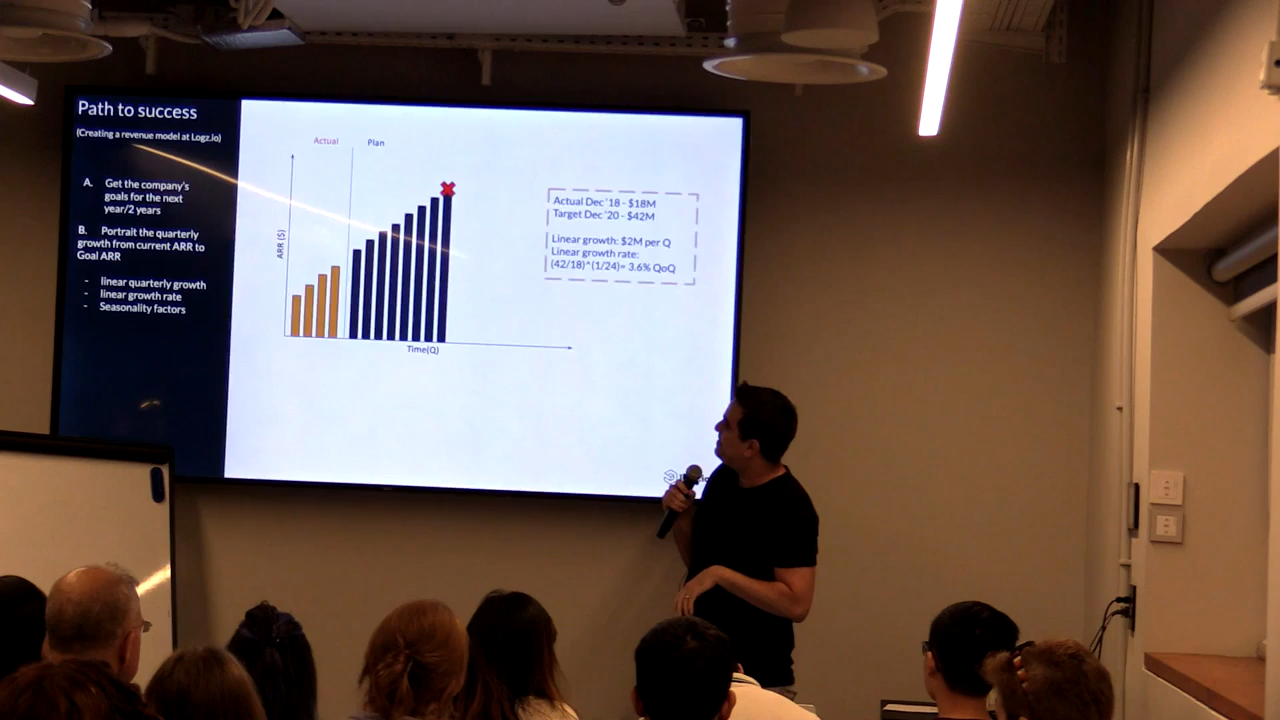 Path to success
(Creating a revenue model at Logz.io)
A. Get the company's
goals for the next
year/2 years
B. Portrait the quarterly
growth from current ARR to
Goal ARR
- linear quarterly growth
- linear growth rate
- Seasonality factors
Actual
Plan
ARR ($)
Time(Q)
Actual Dec '18 - $18M
Target Dec '20 - $42M
Linear growth: $2M per Q
Linear growth rate:
(42/18)^(1/24)= 3.6% QoQ